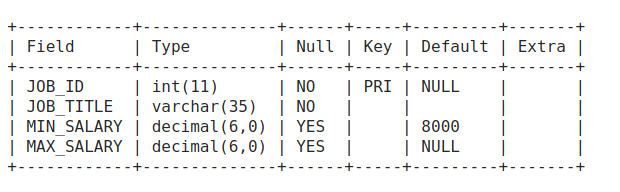 +------------+--------------+------+-----+---------+-------+
| Field      | Type         | Null | Key | Default | Extra |
+------------+--------------+------+-----+---------+-------+
| JOB_ID     | int(11)      | NO   | PRI | NULL    |       |
| JOB_TITLE  | varchar(35)  | NO   |     |         |       |
| MIN_SALARY | decimal(6,0) | YES  |     | 8000    |       |
| MAX_SALARY | decimal(6,0) | YES  |     | NULL    |       |
+------------+--------------+------+-----+---------+-------+